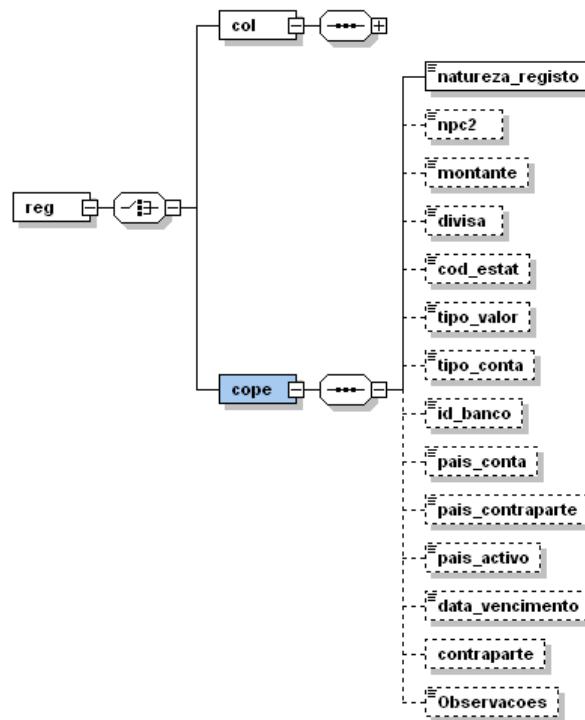 col
natureza_registo
npc2
montante
reg
divisa
cod_estat
tipo_valor
tipo_conta
cope
id_banco
pais_conta
pais_contraparte
pais_activo
data_vencimento
contraparte
Observacoes